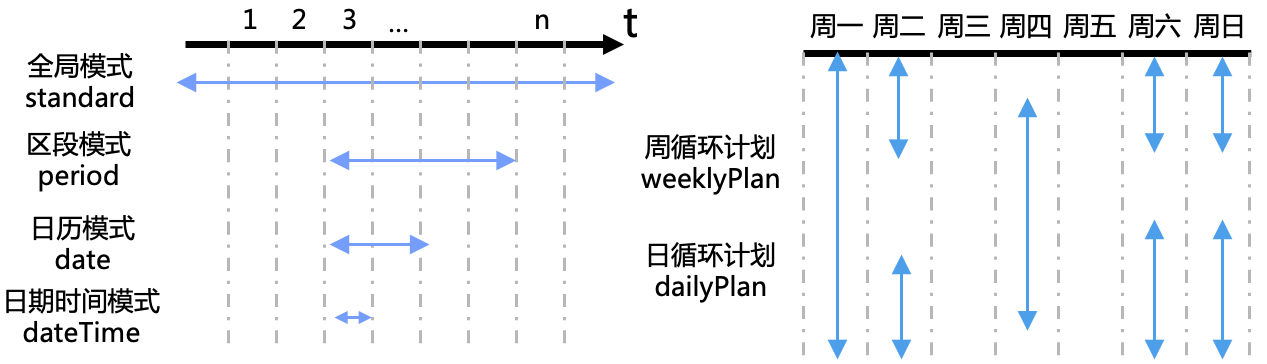 1 2 3 ... n t
全局模式
standard
区段模式
period
日历模式
date
日期时间模式
dateTime
周一 周二 周三 周四 周五 周六 周日
周循环计划
weeklyPlan
日循环计划
dailyPlan